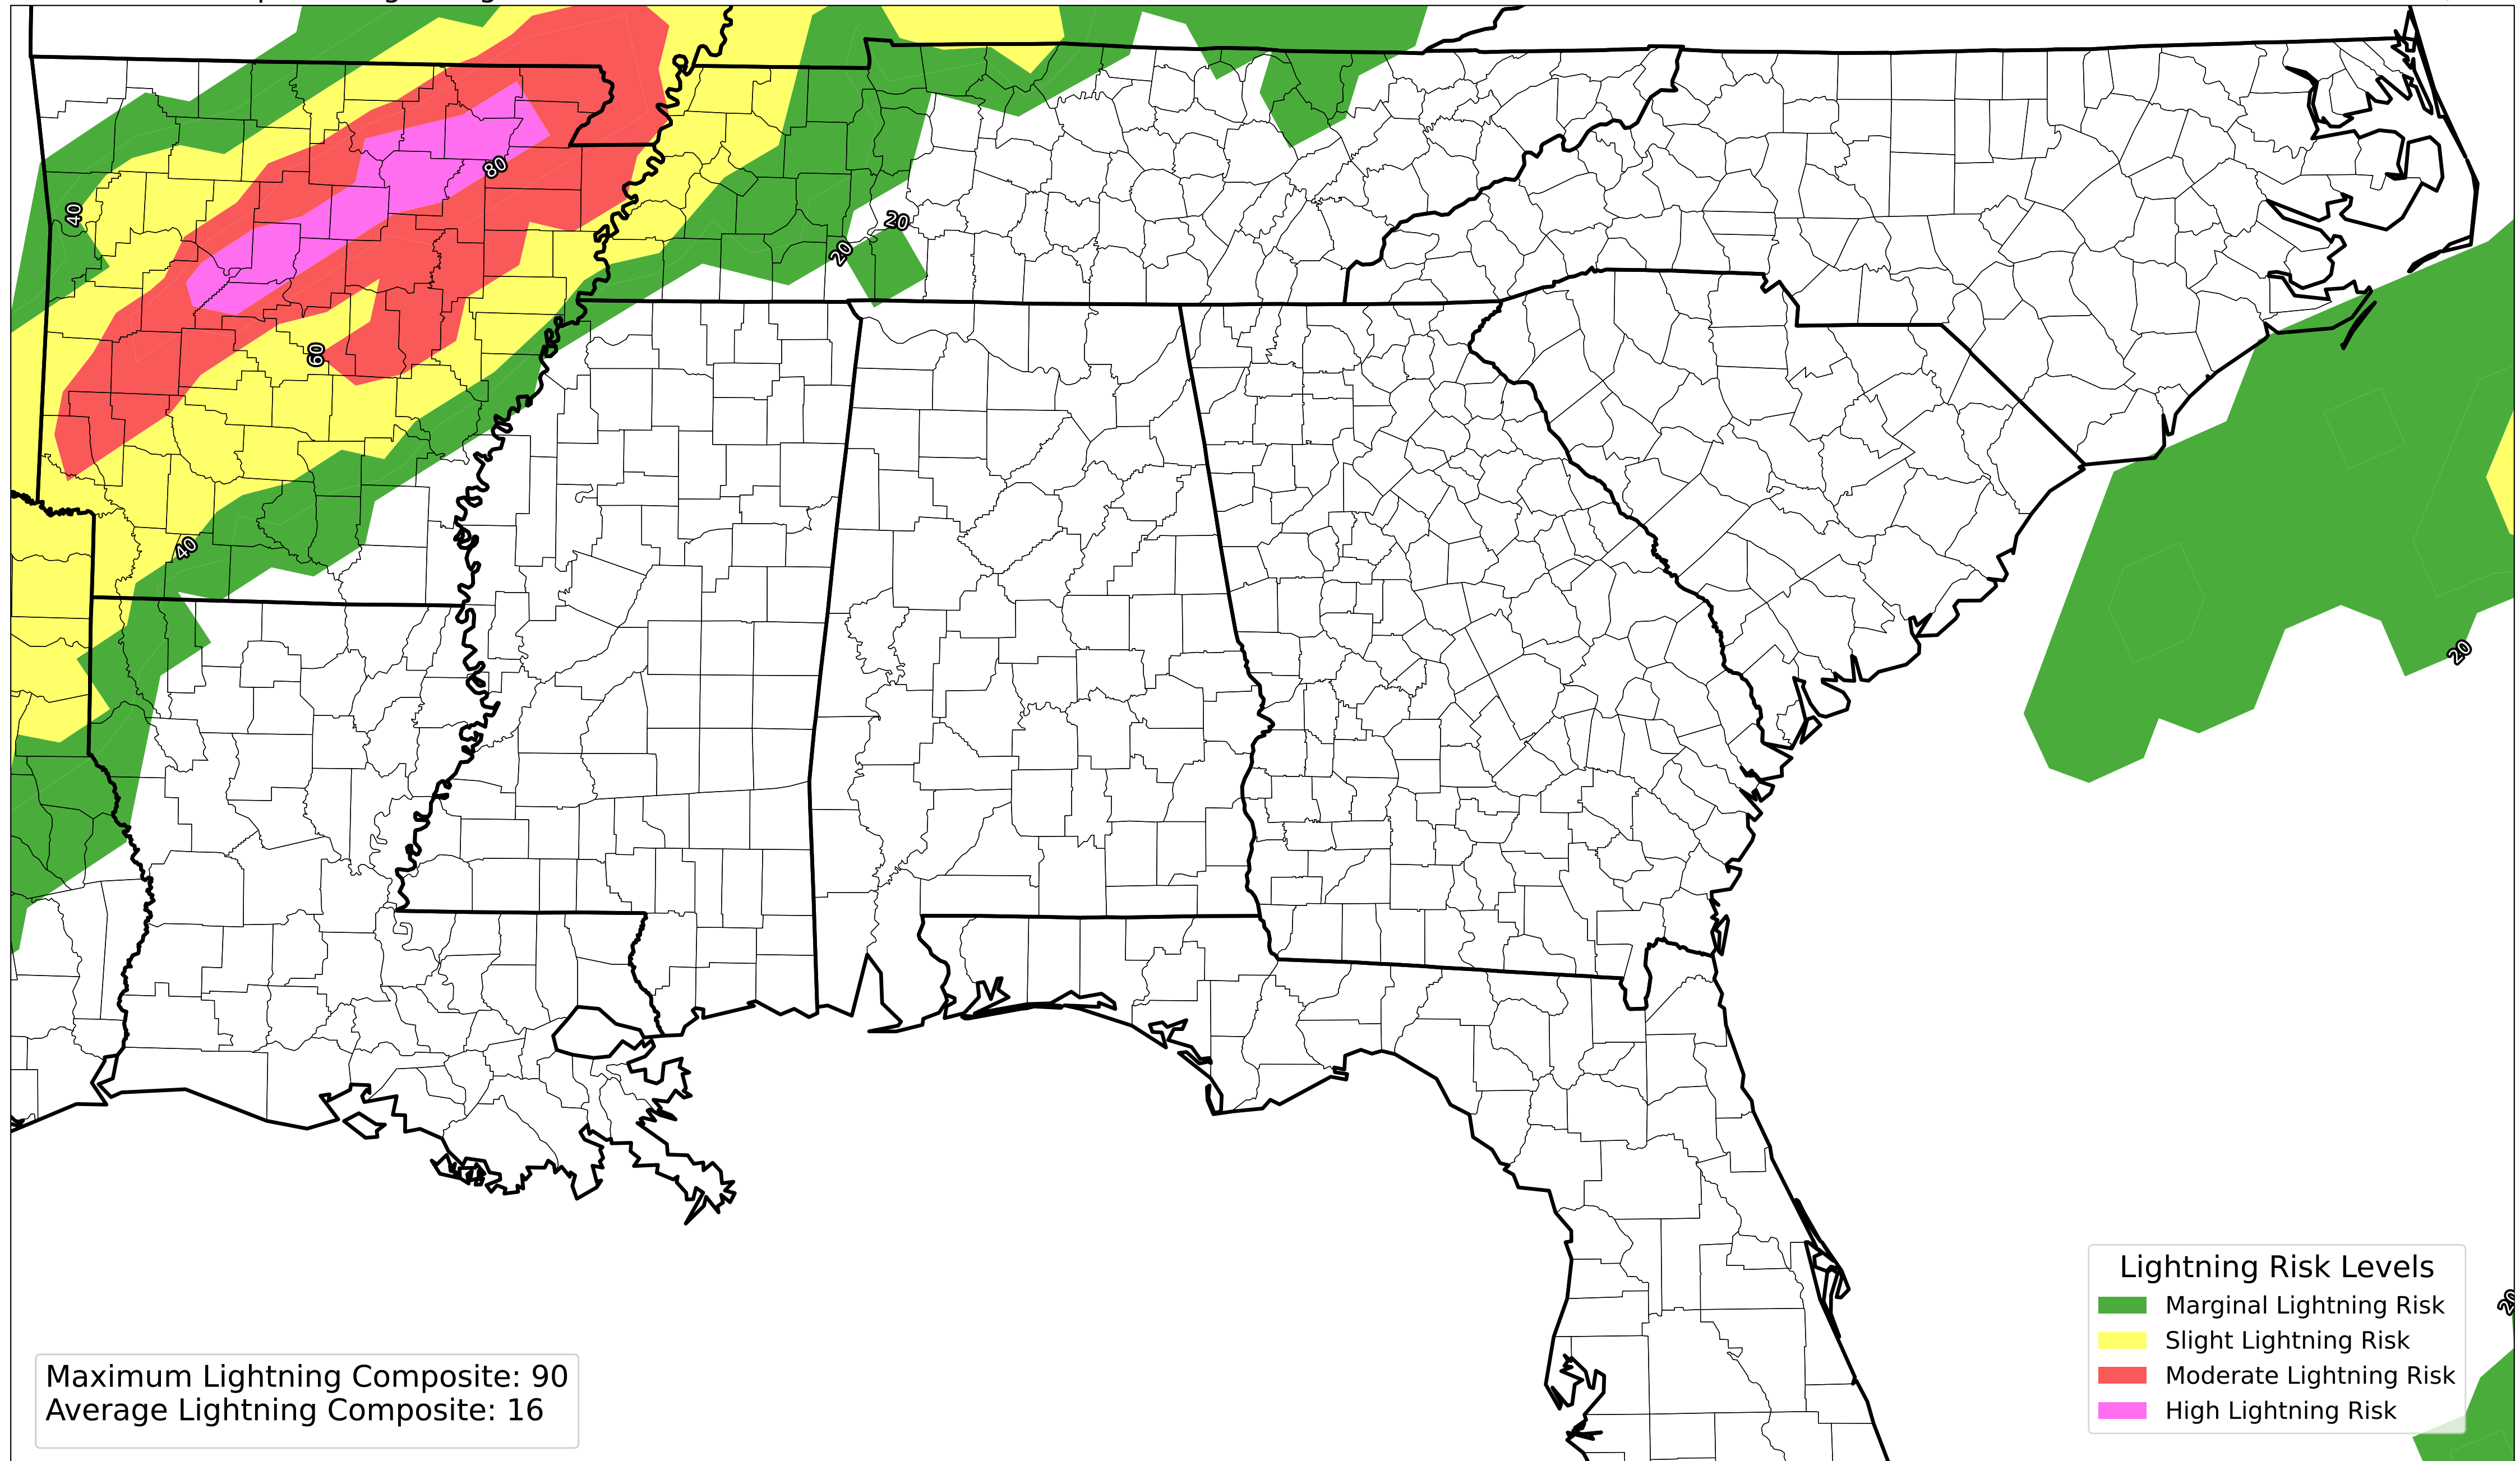 80
40
20
20
60
40
20
20
Lightning Risk Levels
Marginal Lightning Risk
Slight Lightning Risk
Moderate Lightning Risk
High Lightning Risk
Maximum Lightning Composite: 90
Average Lightning Composite: 16